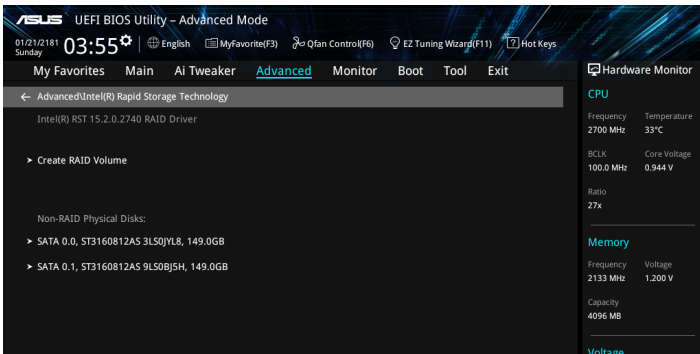 ASUS UEFI BIOS Utility – Advanced Mode
01/21/2181 Sunday 03:55 English MyFavorite(F3) Qfan Control(F6) EZ Tuning Wizard(F11) ? Hot Keys
My Favorites Main Ai Tweaker Advanced Monitor Boot Tool Exit
Hardware Monitor
← Advanced\Intel(R) Rapid Storage Technology
Intel(R) RST 15.2.0.2740 RAID Driver
> Create RAID Volume
Non-RAID Physical Disks:
> SATA 0.0, ST3160812AS 3LS0JYL8, 149.0GB
> SATA 0.1, ST3160812AS 9LS0BJ5H, 149.0GB
CPU
Frequency Temperature
2700 MHz 33°C
BCLK Core Voltage
100.0 MHz 0.944 V
Ratio
27x
Memory
Frequency Voltage
2133 MHz 1.200 V
Capacity
4096 MB
Voltage